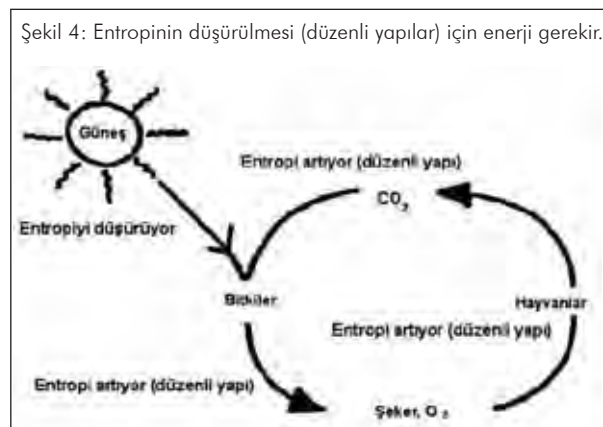 Şekil 4: Entropinin düşürülmesi (düzenli yapılar) için enerji gerekir.
Güneş
Entropi artıyor (düzenli yapı)
CO₂
Entropiyi düşürüyor
Bitkiler
Hayvanlar
Entropi artıyor (düzenli yapı)
Entropi artıyor (düzenli yapı)
Şeker, O₂